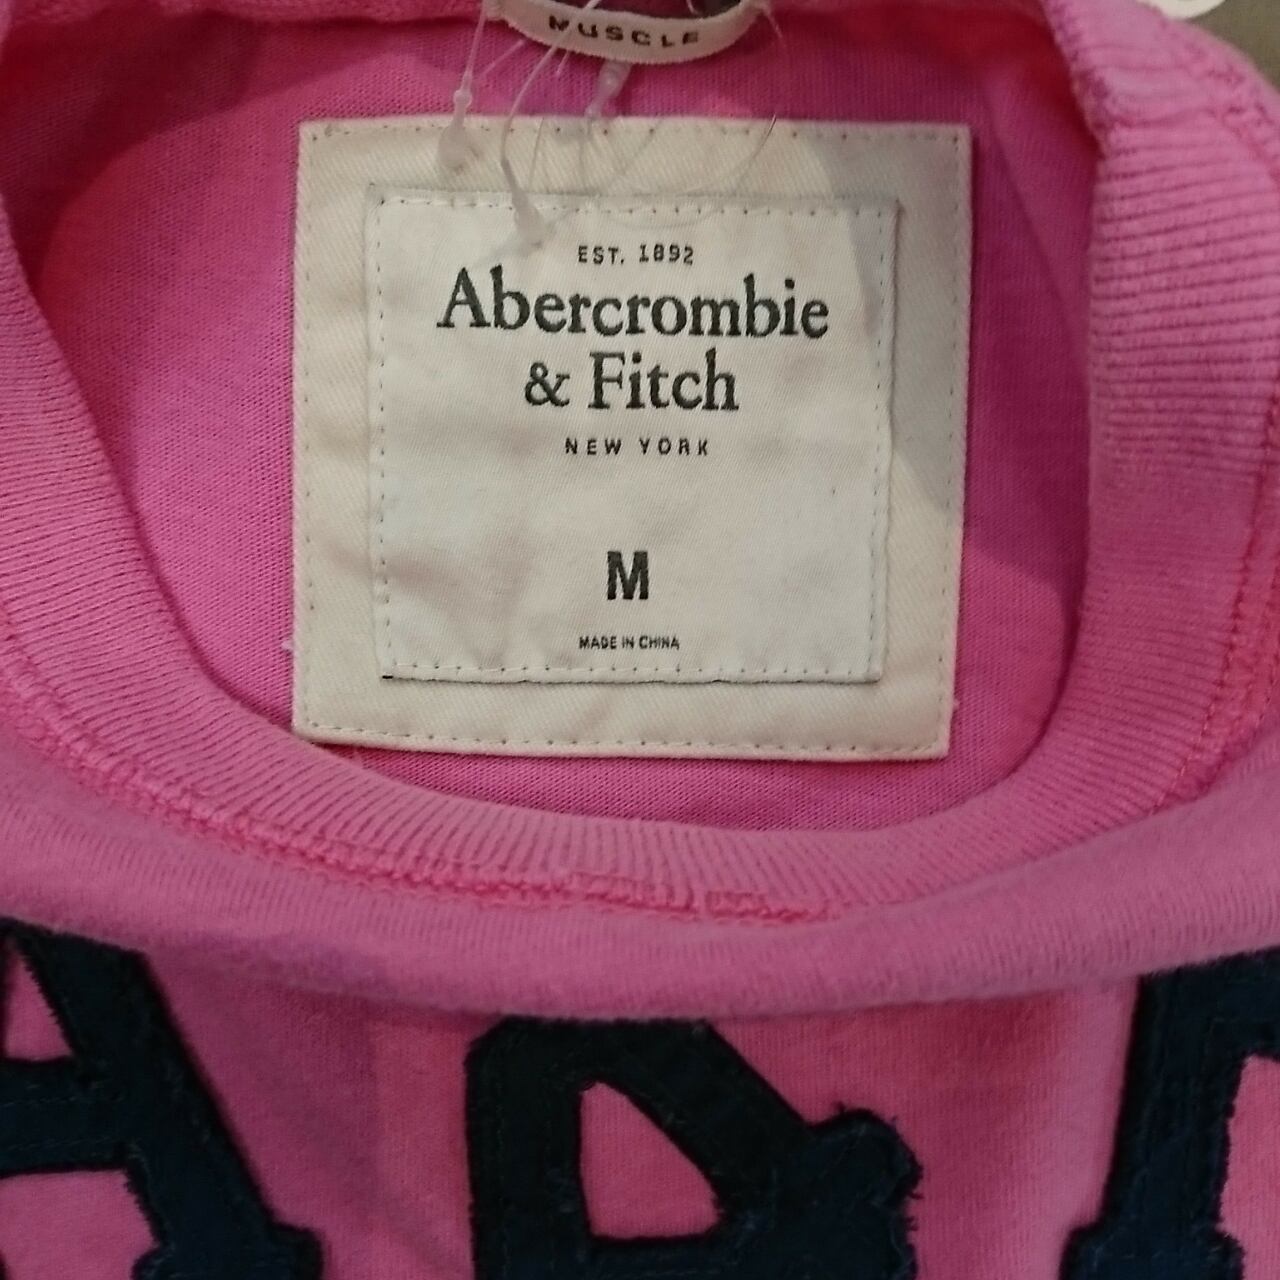 MUSCLE
EST. 1892
Abercrombie
& Fitch
NEW YORK
M
MADE IN CHINA